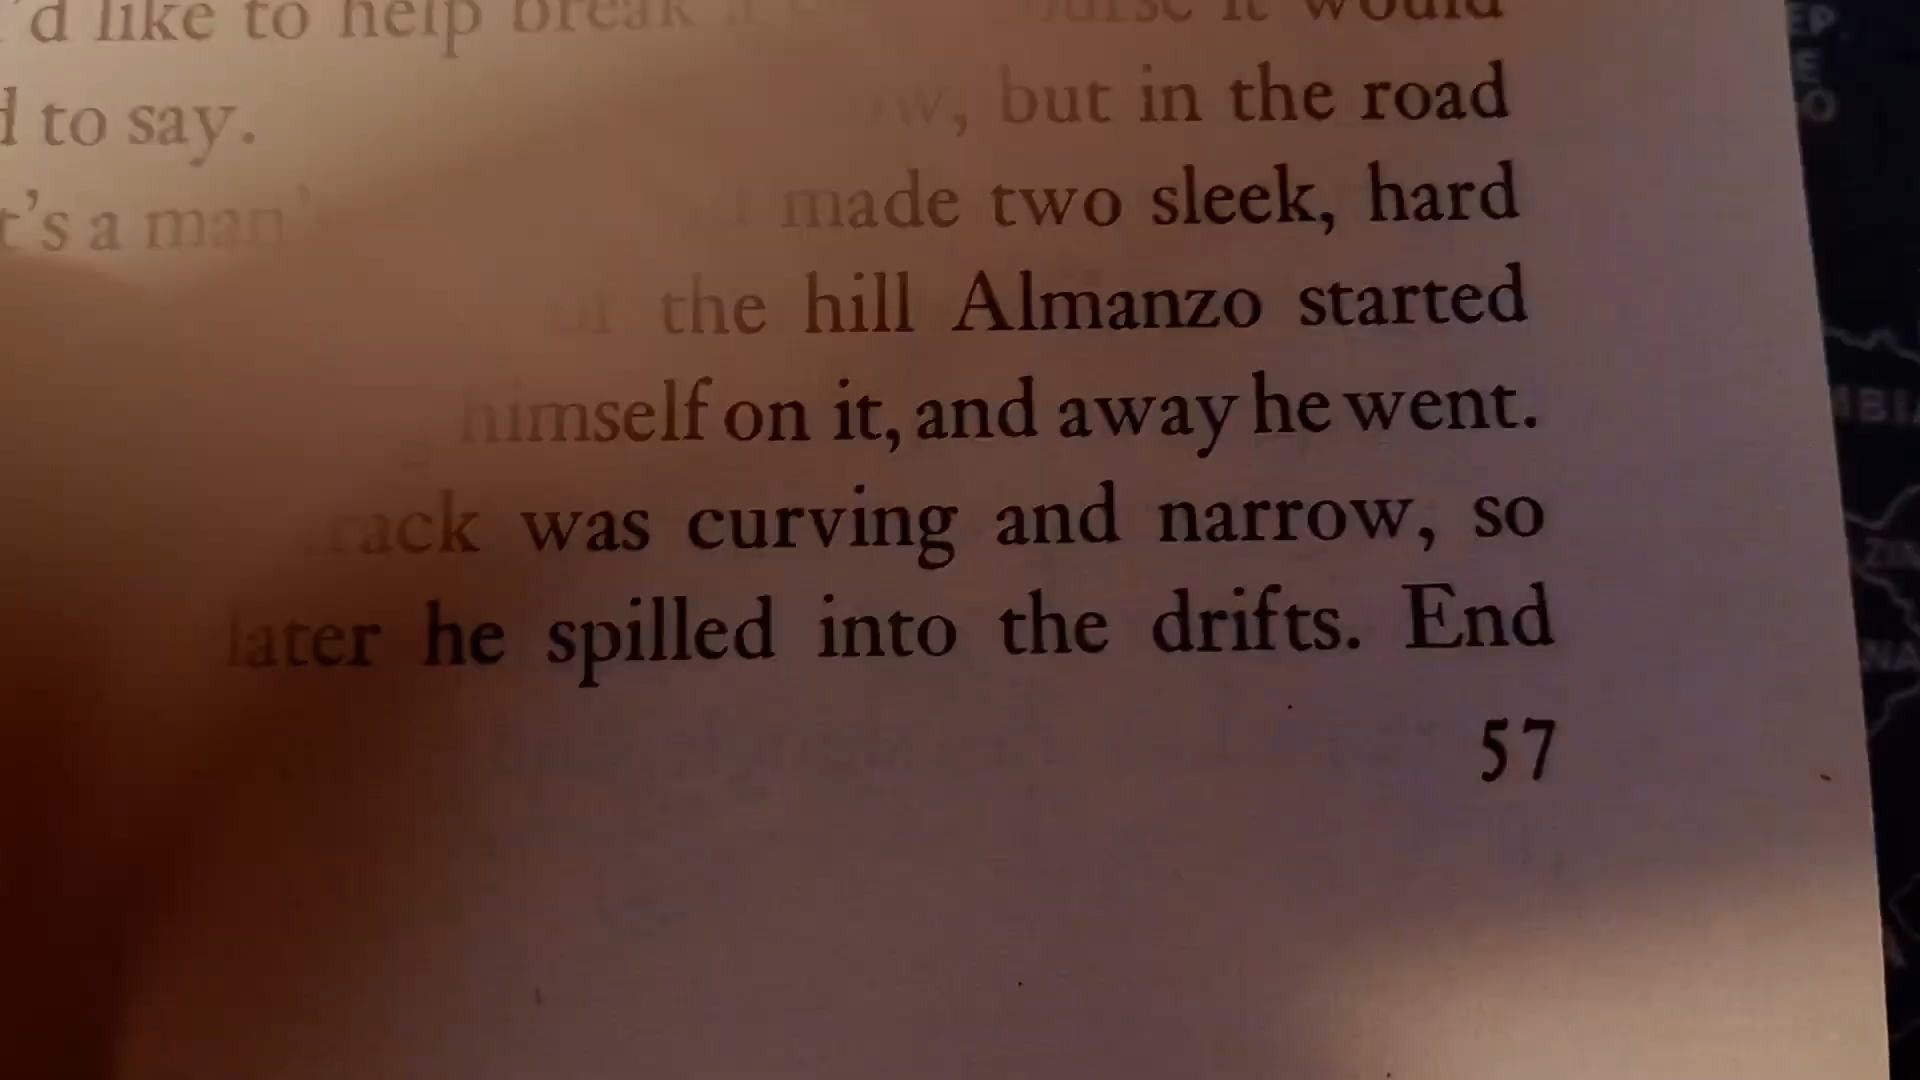 'd like to help break
would
to say.
but in the road
made two sleek, hard
's a man'
the hill Almanzo started
himself on it, and away he went.
was curving and narrow, so
later he spilled into the drifts. End
57